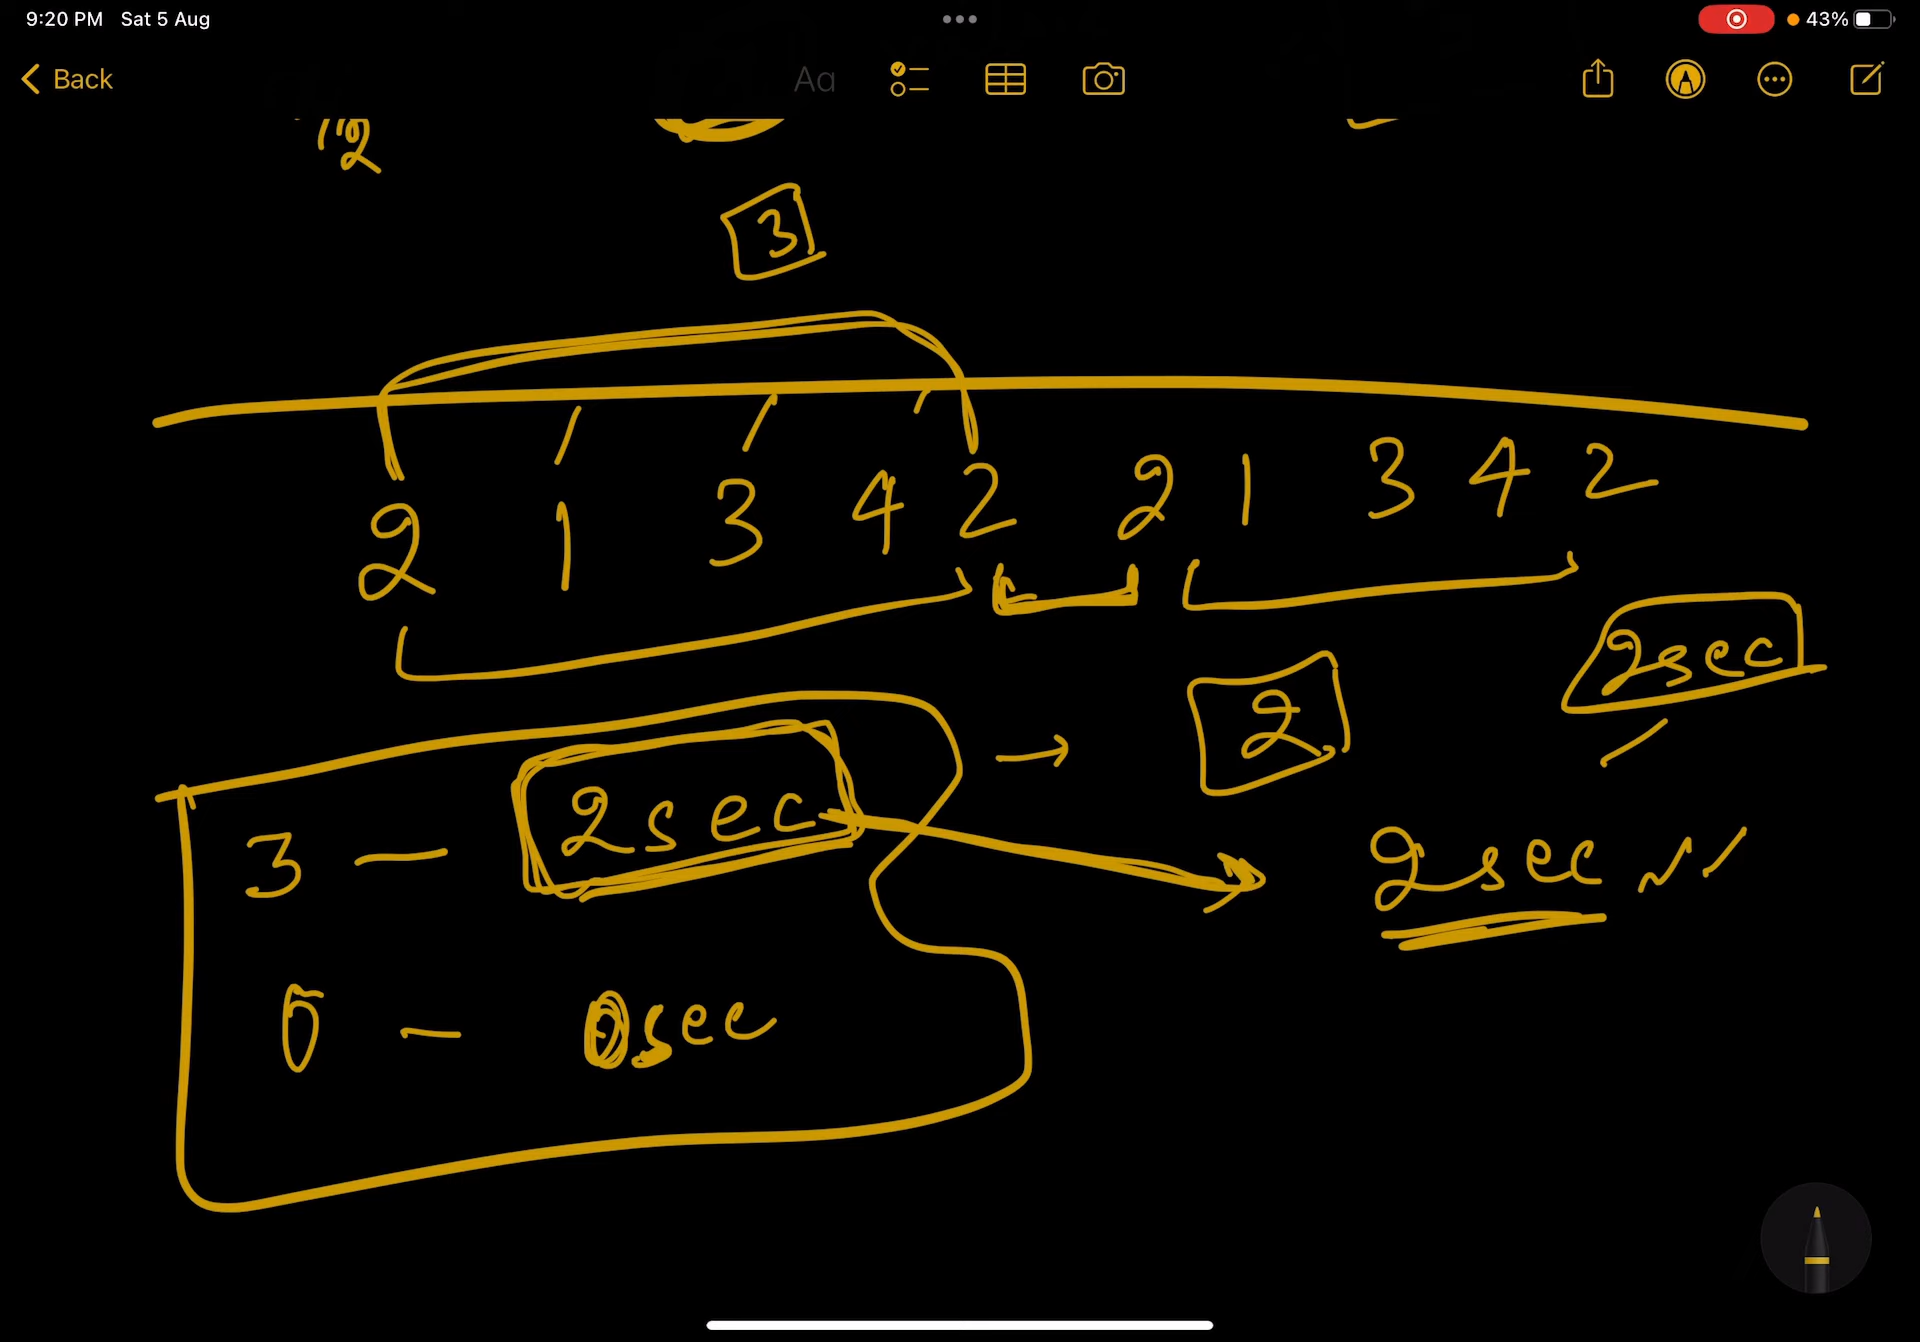 9:20 PM Sat 5 Aug
43%
Back
Aa
2
3
2 1 3 4 2 2 1 3 4 2
2sec
2
3 — 2sec
→
2sec
0 — 0sec